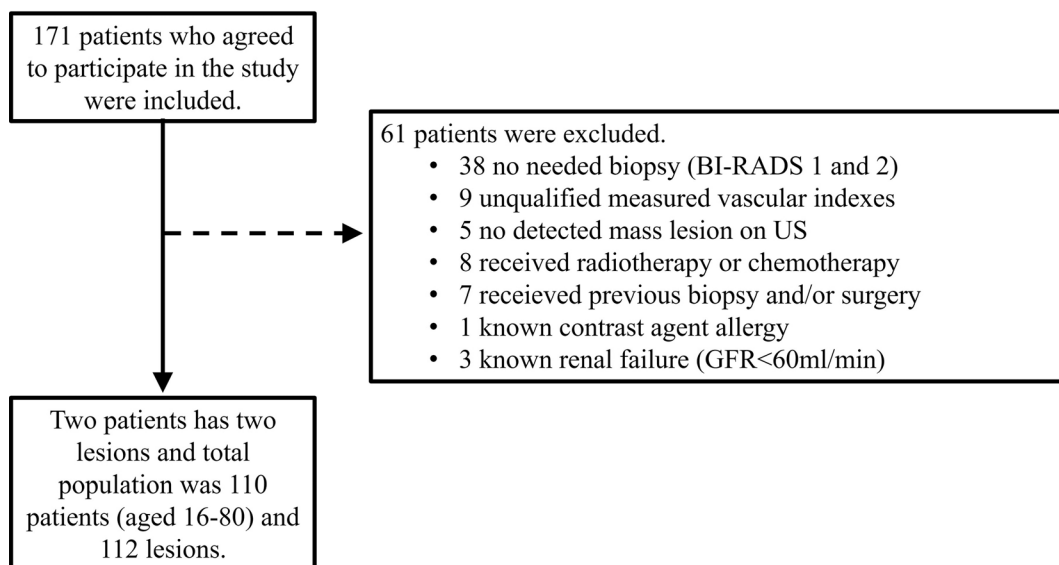 171 patients who agreed
to participate in the study
were included.
61 patients were excluded.
• 38 no needed biopsy (BI-RADS 1 and 2)
• 9 unqualified measured vascular indexes
• 5 no detected mass lesion on US
• 8 received radiotherapy or chemotherapy
• 7 receieved previous biopsy and/or surgery
• 1 known contrast agent allergy
• 3 known renal failure (GFR<60ml/min)
Two patients has two
lesions and total
population was 110
patients (aged 16-80) and
112 lesions.